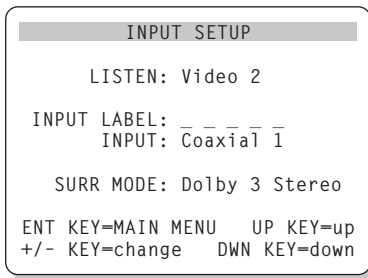 INPUT SETUP
LISTEN: Video 2
INPUT LABEL: _ _ _ _ _
INPUT: Coaxial 1
SURR MODE: Dolby 3 Stereo
ENT KEY=MAIN MENU UP KEY=up
+/- KEY=change DWN KEY=down